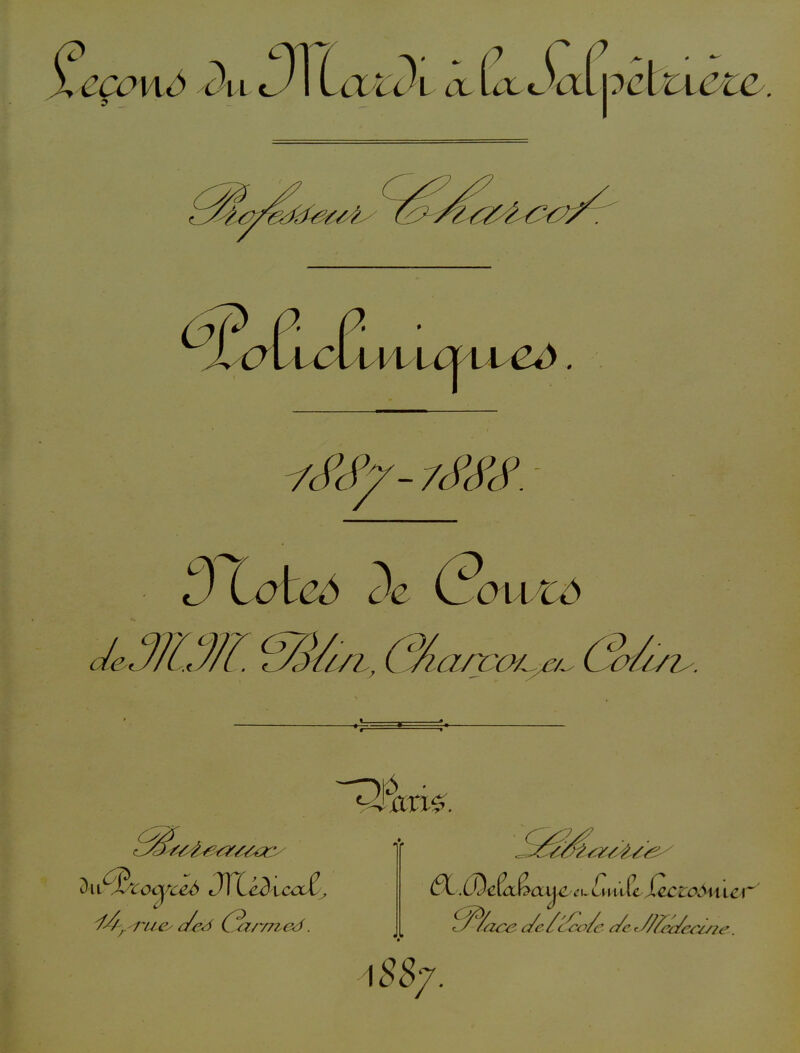 Leçons du Mardi à la Salpêtrière.
Professeur Charcot.
Policliniques.
1887-1888.
Notes de Cours
de MM. Blin, Charcot et Colin.
Paris.
Bureaux
du Progrès Médical,
14, rue des Carmes.
Librairie
A. Delahaye et Emile Lecrosnier
Place de l'École de Médecine.
1887.